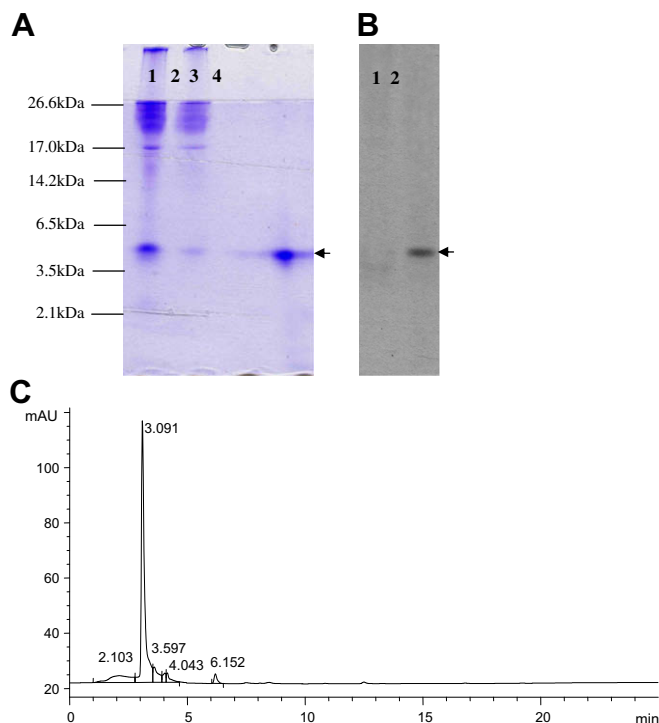 A
B
1 2 3 4
1 2
26.6kDa
17.0kDa
14.2kDa
6.5kDa
3.5kDa
2.1kDa
C
mAU
100
80
60
40
20
3.091
2.103
3.597
4.043
6.152
0 5 10 15 20 min